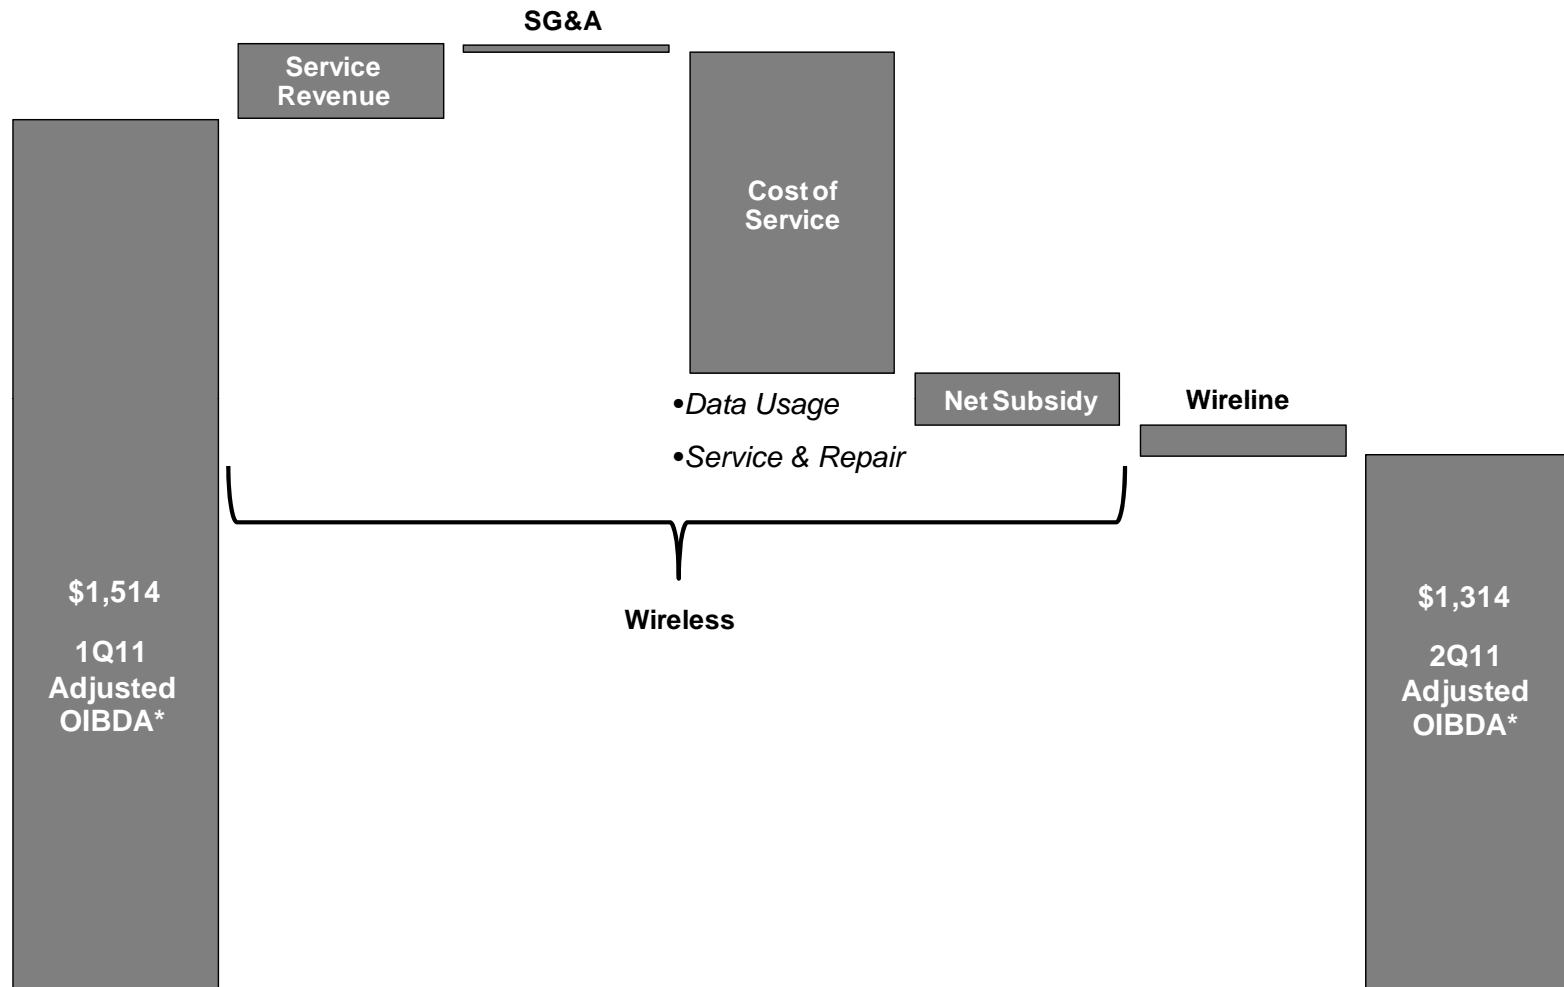 SG&A
Service
Revenue
Cost of
Service
•Data Usage
•Service & Repair
Net Subsidy
Wireline
Wireless
$1,514
1Q11
Adjusted
OIBDA*
$1,314
2Q11
Adjusted
OIBDA*